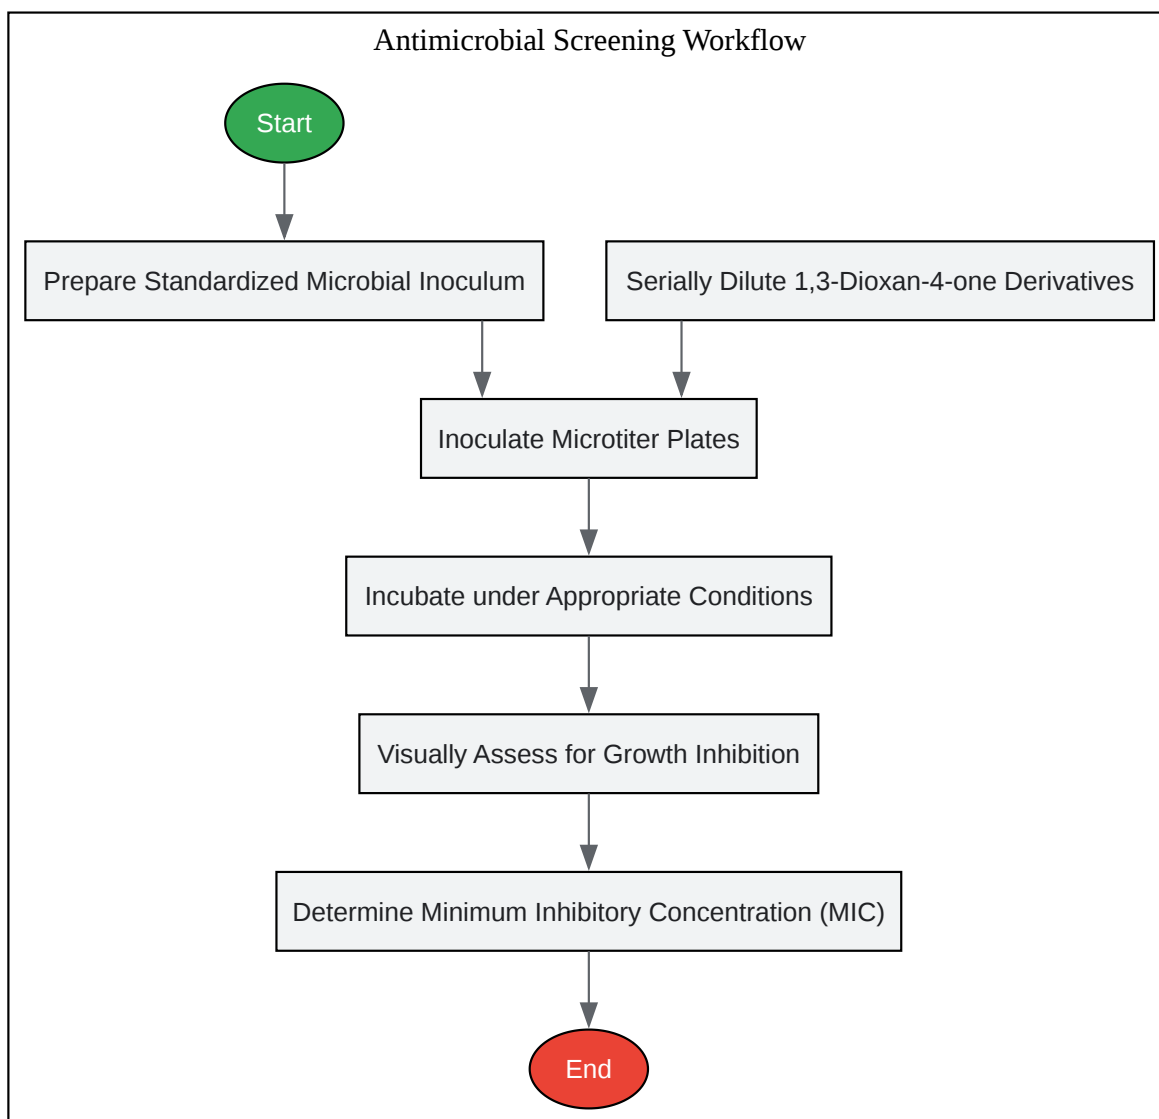 Antimicrobial Screening Workflow
Start
Prepare Standardized Microbial Inoculum
Serially Dilute 1,3-Dioxan-4-one Derivatives
Inoculate Microtiter Plates
Incubate under Appropriate Conditions
Visually Assess for Growth Inhibition
Determine Minimum Inhibitory Concentration (MIC)
End